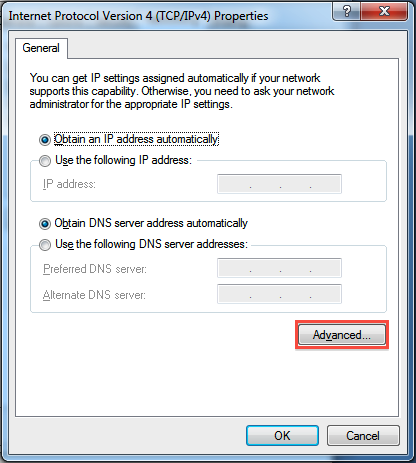 Internet Protocol Version 4 (TCP/IPv4) Properties
?
General
You can get IP settings assigned automatically if your network
supports this capability. Otherwise, you need to ask your network
administrator for the appropriate IP settings.
Obtain an IP address automatically
Use the following IP address:
IP address:
. . .
Obtain DNS server address automatically
Use the following DNS server addresses:
Preferred DNS server:
. . .
Alternate DNS server:
. . .
Advanced...
OK
Cancel